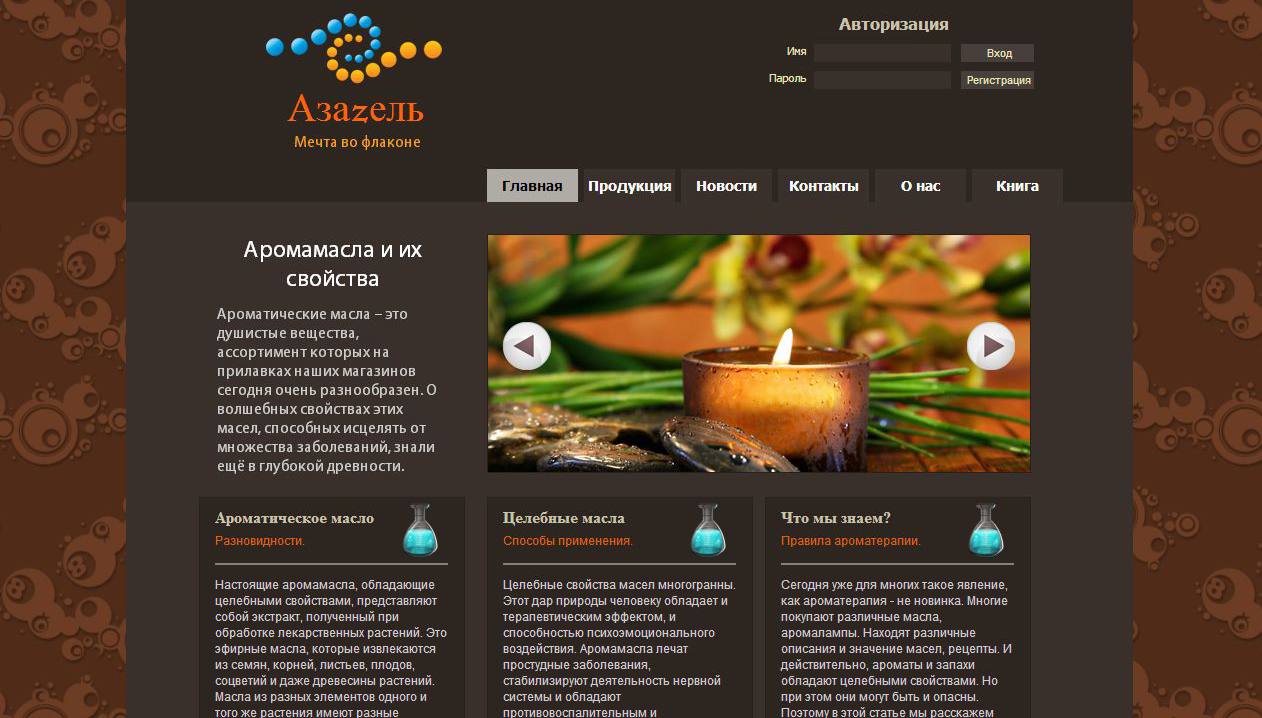 Азаzель
Мечта во флаконе
Авторизация
Имя
Вход
Пароль
Регистрация
Главная
Продукция
Новости
Контакты
О нас
Книга
Аромамасла и их
свойства
Ароматические масла – это
душистые вещества,
ассортимент которых на
прилавках наших магазинов
сегодня очень разнообразен. О
волшебных свойствах этих
масел, способных исцелять от
множества заболеваний, знали
ещё в глубокой древности.
Ароматическое масло
Разновидности.
Настоящие аромамасла, обладающие
целебными свойствами, представляют
собой экстракт, полученный при
обработке лекарственных растений. Это
эфирные масла, которые извлекаются
из семян, корней, листьев, плодов,
соцветий и даже древесины растений.
Масла из разных элементов одного и
того же растения имеют разные
Целебные масла
Способы применения.
Целебные свойства масел многогранны.
Этот дар природы человеку обладает и
терапевтическим эффектом, и
способностью психоэмоционального
воздействия. Аромамасла лечат
простудные заболевания,
стабилизируют деятельность нервной
системы и обладают
противовоспалительным и
Что мы знаем?
Правила ароматерапии.
Сегодня уже для многих такое явление,
как ароматерапия - не новинка. Многие
покупают различные масла,
аромалампы. Находят различные
описания и значение масел, рецепты. И
действительно, ароматы и запахи
обладают целебными свойствами. Но
при этом они могут быть и опасны.
Поэтому в этой статье мы расскажем